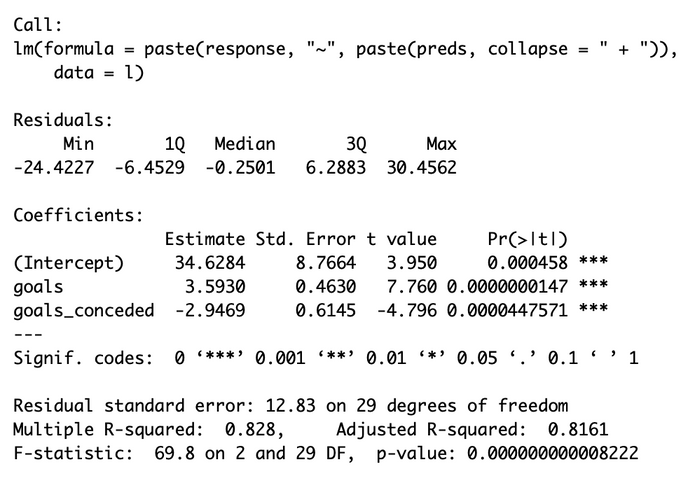 Call:
lm(formula = paste(response, "~", paste(preds, collapse = " + ")),
    data = l)
Residuals:
     Min       1Q   Median       3Q      Max
-24.4227  -6.4529  -0.2501   6.2883  30.4562
Coefficients:
               Estimate Std. Error t value     Pr(>|t|)
(Intercept)     34.6284     8.7664   3.950     0.000458 ***
goals            3.5930     0.4630   7.760 0.0000000147 ***
goals_conceded  -2.9469     0.6145  -4.796 0.0000447571 ***
---
Signif. codes:  0 ‘***’ 0.001 ‘**’ 0.01 ‘*’ 0.05 ‘.’ 0.1 ‘ ’ 1
Residual standard error: 12.83 on 29 degrees of freedom
Multiple R-squared:  0.828,	Adjusted R-squared:  0.8161
F-statistic:  69.8 on 2 and 29 DF,  p-value: 0.000000000008222